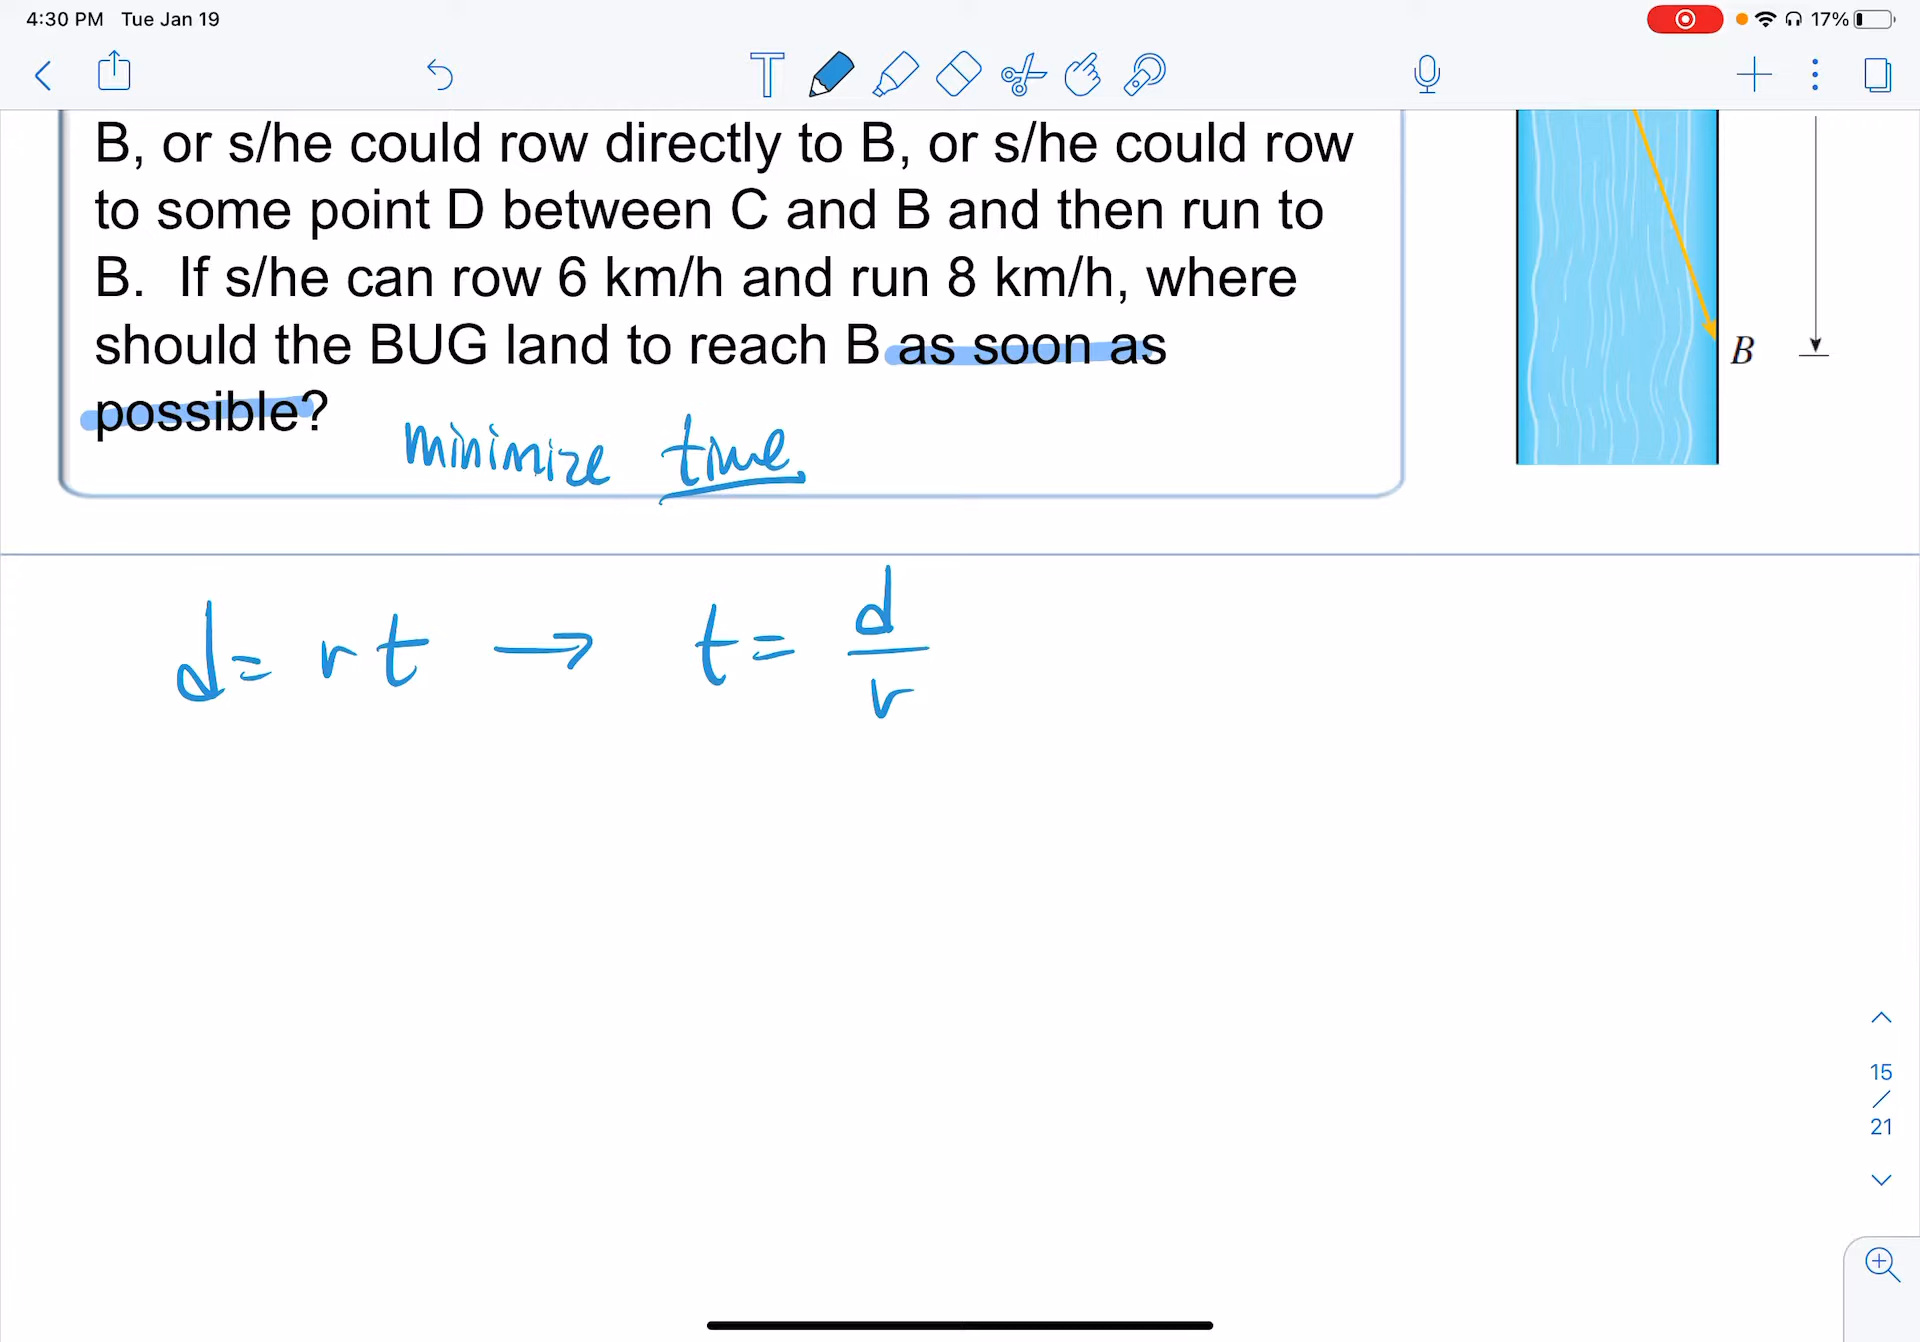 4:30 PM Tue Jan 19
17%
B, or s/he could row directly to B, or s/he could row
to some point D between C and B and then run to
B. If s/he can row 6 km/h and run 8 km/h, where
should the BUG land to reach B as soon as
possible?
minimize time
B
d = rt → t = d/r
15
/
21